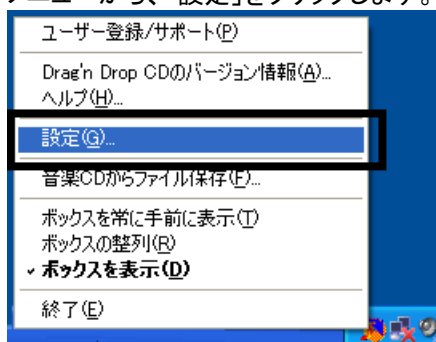 メニューから、「設定」をクリックします。
ユーザー登録/サポート(P)
Drag'n Drop CDのバージョン情報(A)...
ヘルプ(H)...
設定(G)...
音楽CDからファイル保存(F)...
ボックスを常に手前に表示(T)
ボックスの整列(R)
ボックスを表示(D)
終了(E)